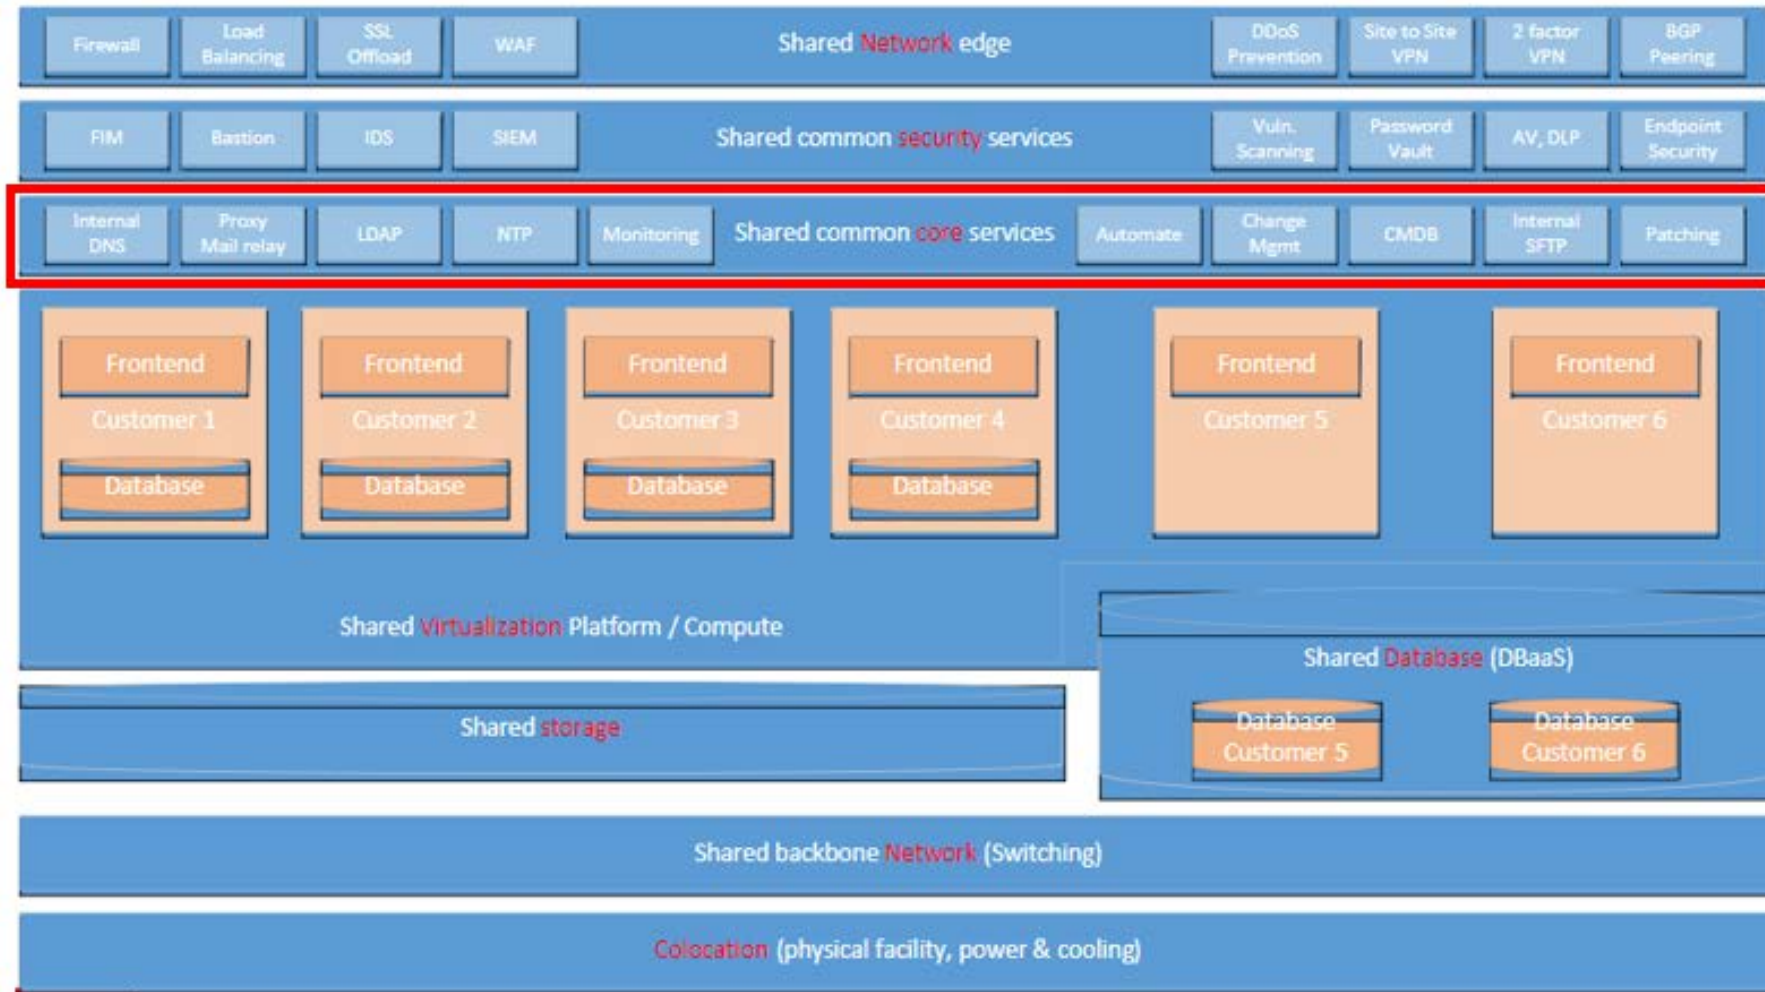 Firewall
Load
Balancing
SSL
Offload
WAF
Shared Network edge
DDoS
Prevention
Site to Site
VPN
2 factor
VPN
BGP
Peering
FIM
Bastion
IDS
SIEM
Shared common security services
Vuln.
Scanning
Password
Vault
AV, DLP
Endpoint
Security
Internal
DNS
Proxy
Mail relay
LDAP
NTP
Monitoring
Shared common core services
Automate
Change
Mgmt
CMDB
Internal
SFTP
Patching
Frontend
Customer 1
Database
Frontend
Customer 2
Database
Frontend
Customer 3
Database
Frontend
Customer 4
Database
Frontend
Customer 5
Frontend
Customer 6
Shared Virtualization Platform / Compute
Shared Database (DBaaS)
Database
Customer 5
Database
Customer 6
Shared storage
Shared backbone Network (Switching)
Colocation (physical facility, power & cooling)